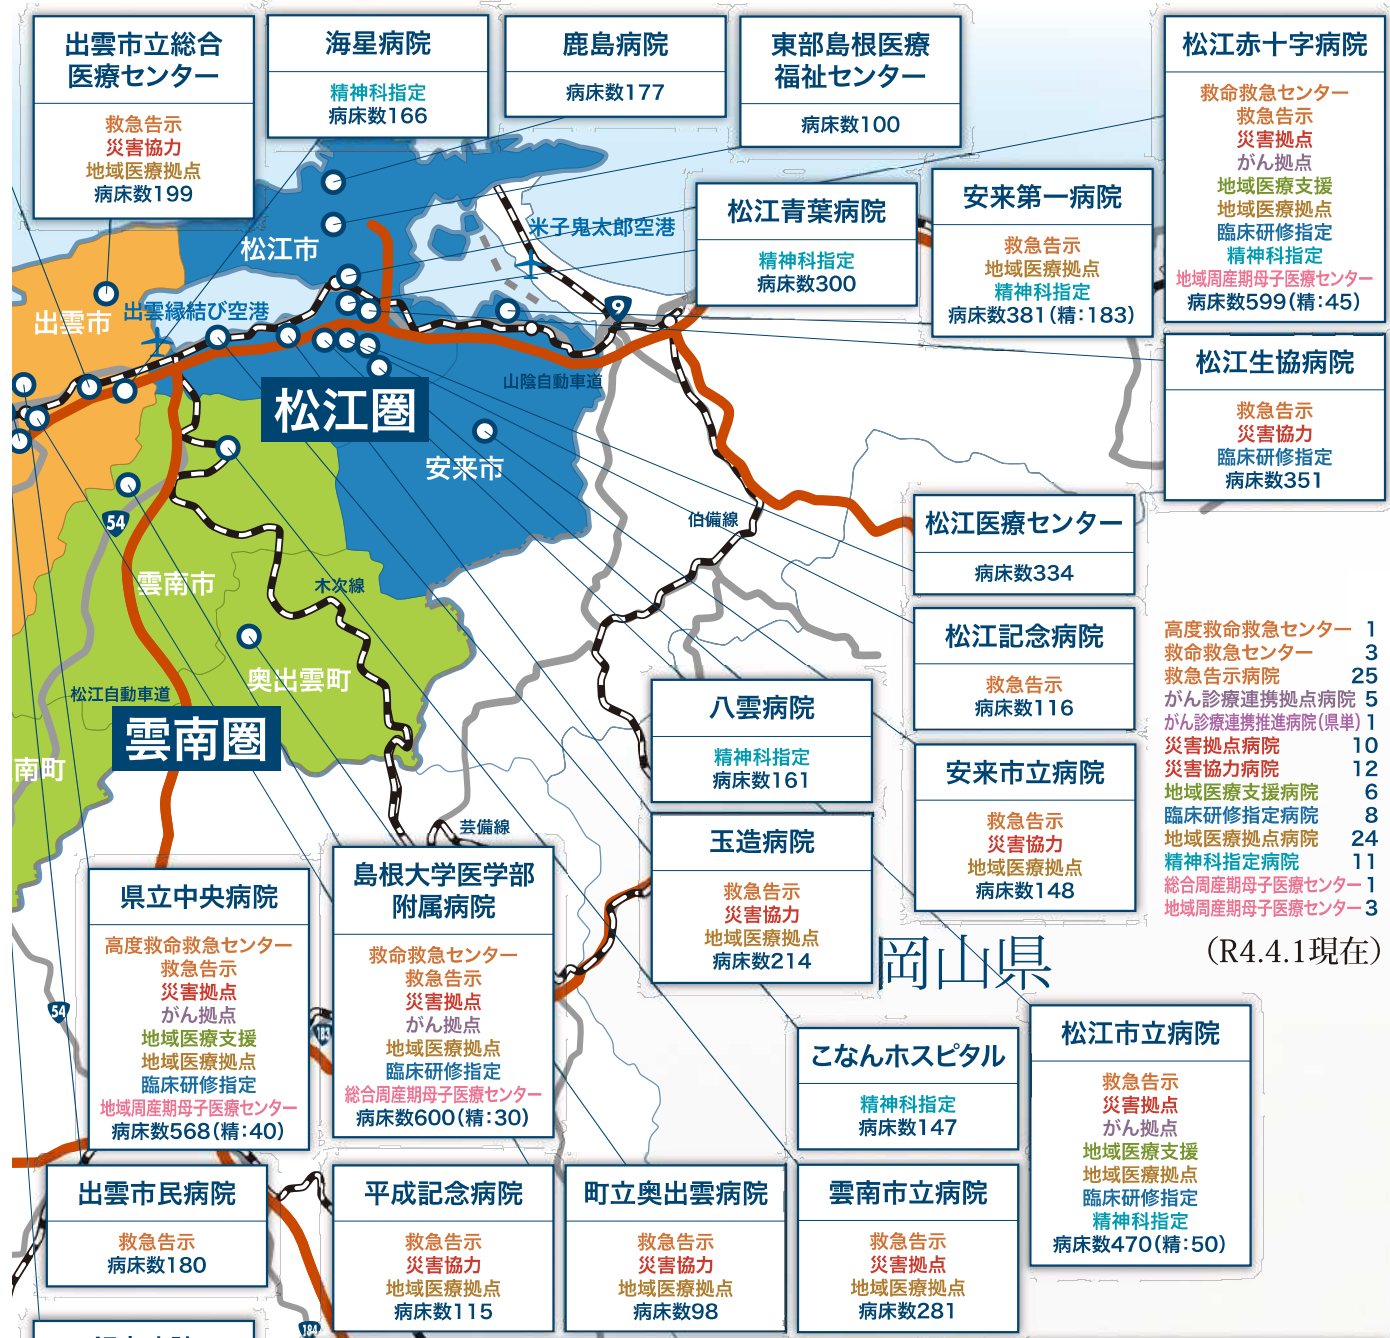 出雲市立総合
医療センター
救急告示
災害協力
地域医療拠点
病床数199
海星病院
精神科指定
病床数166
鹿島病院
病床数177
東部島根医療
福祉センター
病床数100
松江赤十字病院
救命救急センター
救急告示
災害拠点
がん拠点
地域医療支援
地域医療拠点
臨床研修指定
精神科指定
地域周産期母子医療センター
病床数599(精:45)
松江青葉病院
精神科指定
病床数300
安来第一病院
救急告示
地域医療拠点
精神科指定
病床数381(精:183)
松江生協病院
救急告示
災害協力
臨床研修指定
病床数351
松江市
米子鬼太郎空港
出雲縁結び空港
出雲市
9
山陰自動車道
松江圏
安来市
54
伯備線
雲南市
木次線
奥出雲町
松江自動車道
雲南圏
南町
芸備線
松江医療センター
病床数334
松江記念病院
救急告示
病床数116
八雲病院
精神科指定
病床数161
安来市立病院
救急告示
災害協力
地域医療拠点
病床数148
玉造病院
救急告示
災害協力
地域医療拠点
病床数214
高度救命救急センター 1
救命救急センター 3
救急告示病院 25
がん診療連携拠点病院 5
がん診療連携推進病院(県単) 1
災害拠点病院 10
災害協力病院 12
地域医療支援病院 6
臨床研修指定病院 8
地域医療拠点病院 24
精神科指定病院 11
総合周産期母子医療センター 1
地域周産期母子医療センター 3
(R4.4.1現在)
岡山県
県立中央病院
高度救命救急センター
救急告示
災害拠点
がん拠点
地域医療支援
地域医療拠点
臨床研修指定
地域周産期母子医療センター
病床数568(精:40)
島根大学医学部
附属病院
救命救急センター
救急告示
災害拠点
がん拠点
地域医療拠点
臨床研修指定
総合周産期母子医療センター
病床数600(精:30)
54
183
こなんホスピタル
精神科指定
病床数147
松江市立病院
救急告示
災害拠点
がん拠点
地域医療支援
地域医療拠点
臨床研修指定
精神科指定
病床数470(精:50)
出雲市民病院
救急告示
病床数180
平成記念病院
救急告示
災害協力
地域医療拠点
病床数115
町立奥出雲病院
救急告示
災害協力
地域医療拠点
病床数98
雲南市立病院
救急告示
災害拠点
地域医療拠点
病床数281
184